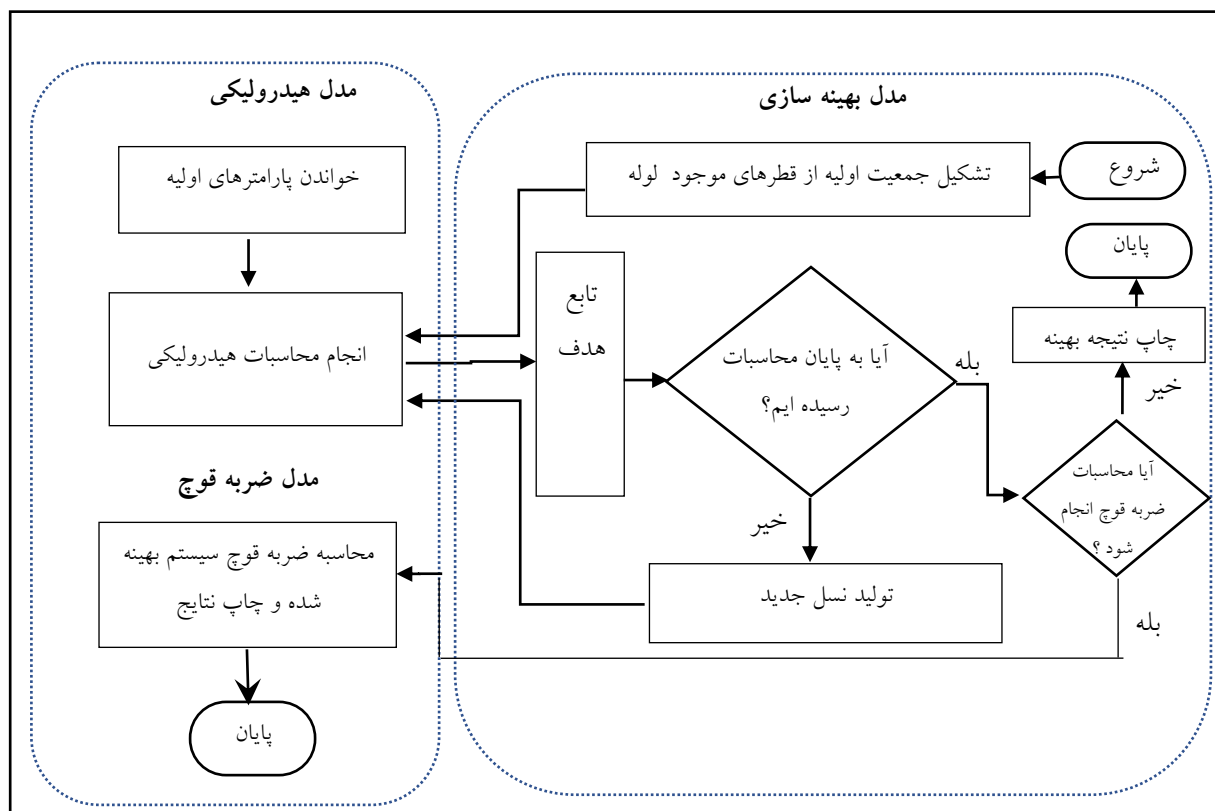 مدل هیدرولیکی
خواندن پارامترهای اولیه
انجام محاسبات هیدرولیکی
مدل ضربه قوچ
محاسبه ضربه قوچ سیستم بهینه
شده و چاپ نتایج
پایان
مدل بهینه سازی
شروع
تشکیل جمعیت اولیه از قطرهای موجود لوله
تابع
هدف
آیا به پایان محاسبات
رسیده ایم؟
بله
خیر
تولید نسل جدید
آیا محاسبات
ضربه قوچ انجام
شود ؟
خیر
چاپ نتیجه بهینه
پایان
بله